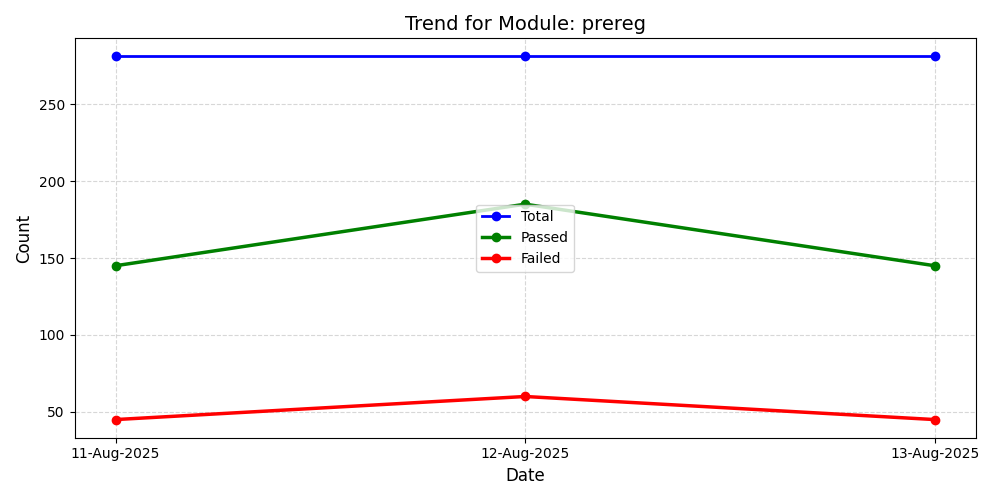 Trend for Module: prereg
Count
250
200
150
100
50
Total
Passed
Failed
11-Aug-2025
12-Aug-2025
13-Aug-2025
Date